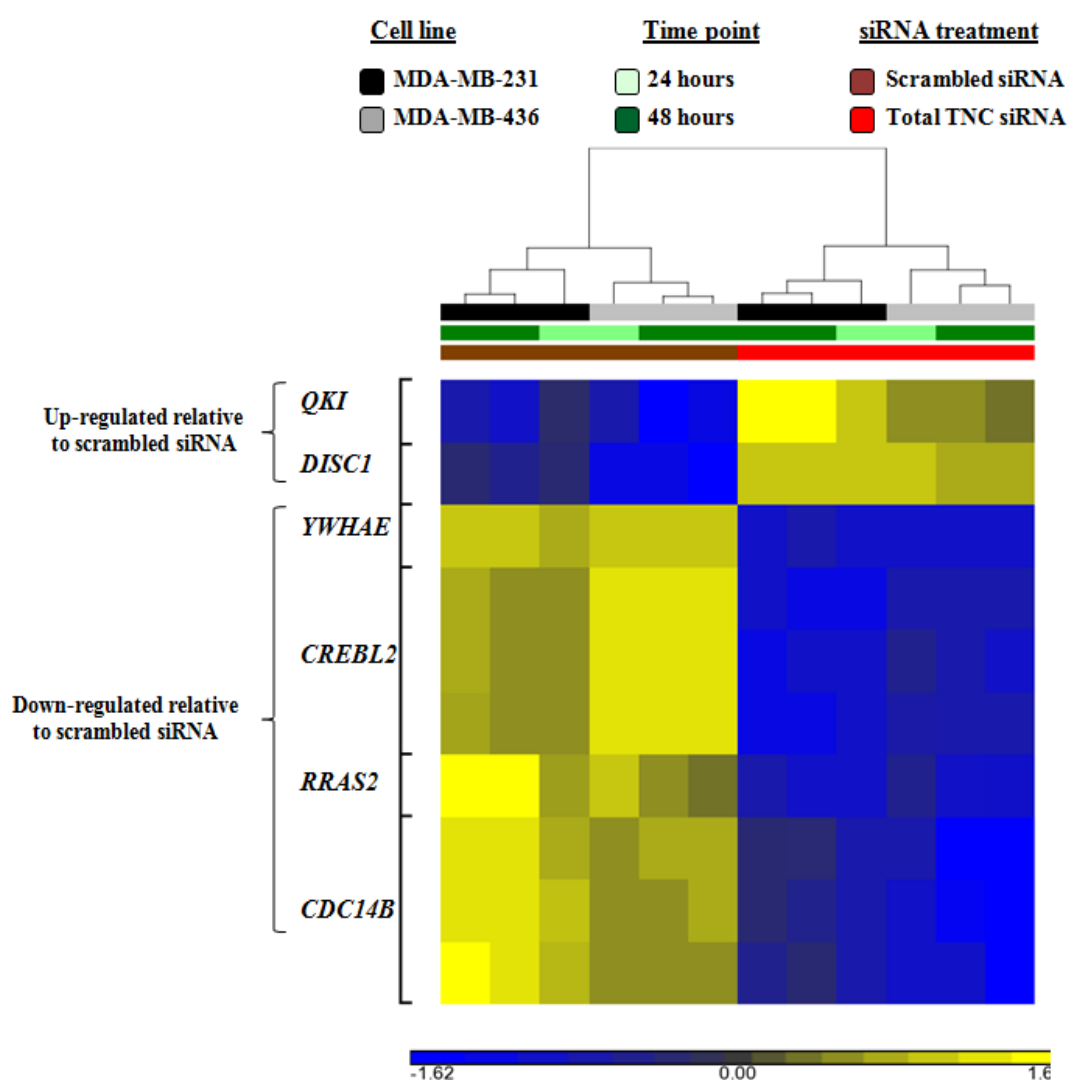 Cell line
Time point
siRNA treatment
MDA-MB-231
24 hours
Scrambled siRNA
MDA-MB-436
48 hours
Total TNC siRNA
Up-regulated relative
to scrambled siRNA
QKI
DISC1
YWHAE
CREBL2
Down-regulated relative
to scrambled siRNA
RRAS2
CDC14B
-1.62
0.00
1.6